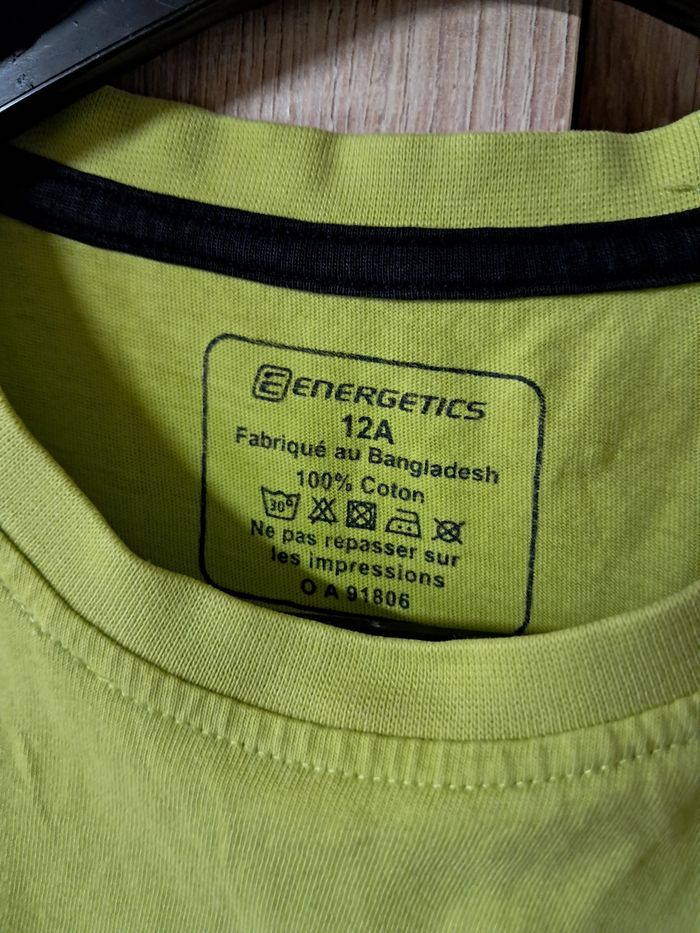 ENERGETICS
12A
Fabriqué au Bangladesh
100% Coton
30°
Ne pas repasser sur
les impressions
O A 91806